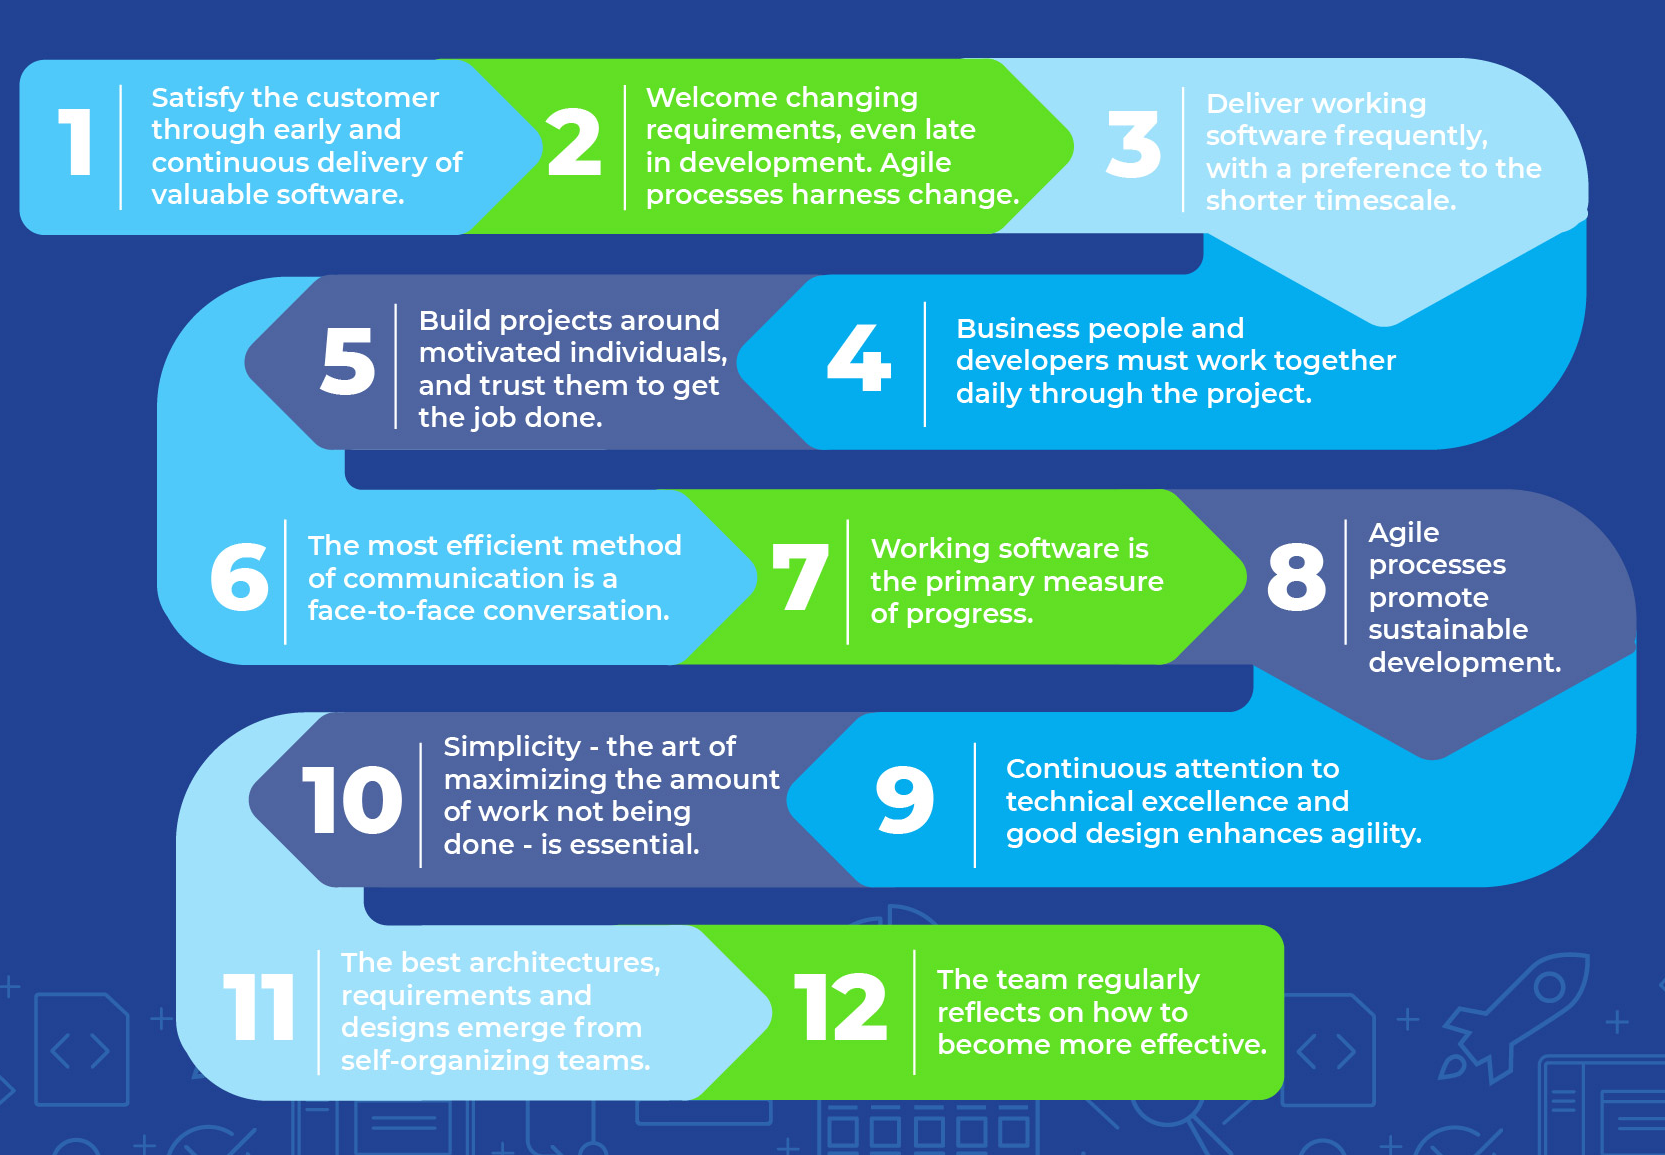 1
Satisfy the customer
through early and
continuous delivery of
valuable software.
2
Welcome changing
requirements, even late
in development. Agile
processes harness change.
3
Deliver working
software frequently,
with a preference to the
shorter timescale.
4
Business people and
developers must work together
daily through the project.
5
Build projects around
motivated individuals,
and trust them to get
the job done.
6
The most efficient method
of communication is a
face-to-face conversation.
7
Working software is
the primary measure
of progress.
8
Agile
processes
promote
sustainable
development.
9
Continuous attention to
technical excellence and
good design enhances agility.
10
Simplicity - the art of
maximizing the amount
of work not being
done - is essential.
11
The best architectures,
requirements and
designs emerge from
self-organizing teams.
12
The team regularly
reflects on how to
become more effective.